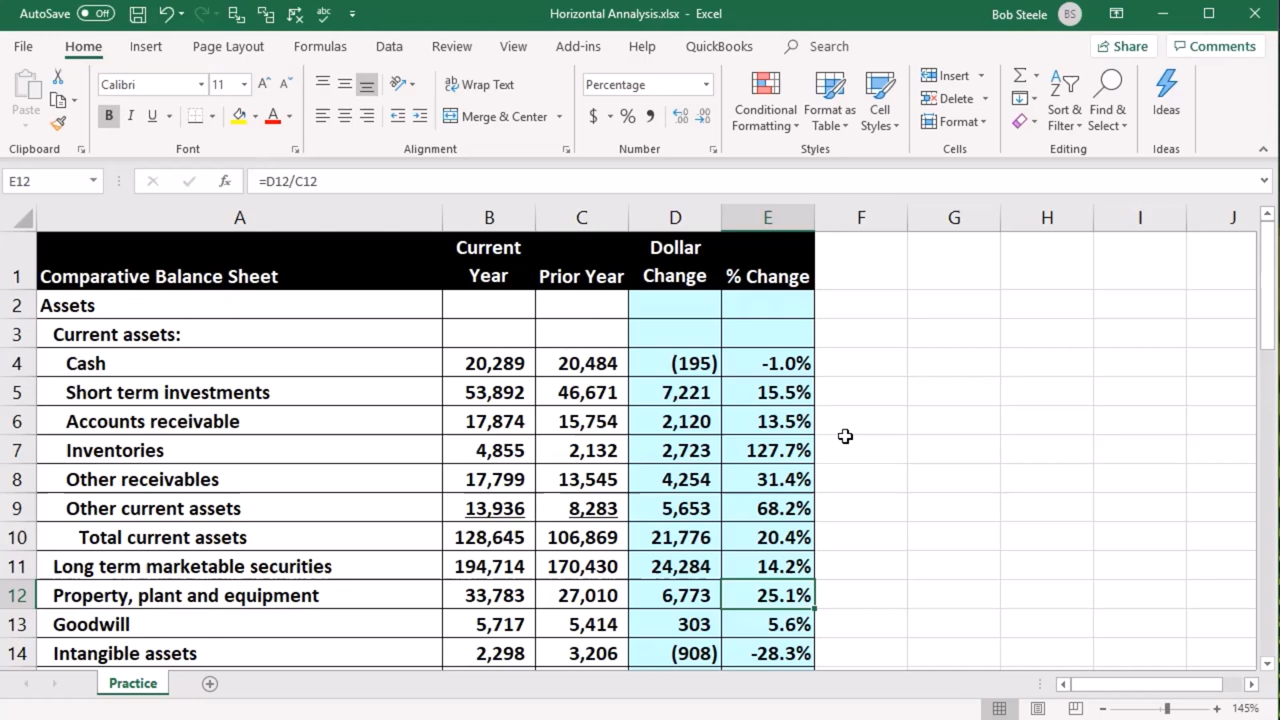 AutoSave Off Horizontal Annalysis.xlsx - Excel Bob Steele BS
File Home Insert Page Layout Formulas Data Review View Add-ins Help QuickBooks Search Share Comments
Paste Calibri 11 A A Wrap Text Percentage Conditional Formatting Format as Table Cell Styles Insert Sort & Filter Find & Select Ideas
B I U A Merge & Center $ % Delete
Format
Clipboard Font Alignment Number Styles Cells Editing Ideas
E12 fx =D12/C12
A B C D E F G H I J
1 Comparative Balance Sheet Current Year Prior Year Dollar Change % Change
2 Assets
3 Current assets:
4 Cash 20,289 20,484 (195) -1.0%
5 Short term investments 53,892 46,671 7,221 15.5%
6 Accounts receivable 17,874 15,754 2,120 13.5%
7 Inventories 4,855 2,132 2,723 127.7%
8 Other receivables 17,799 13,545 4,254 31.4%
9 Other current assets 13,936 8,283 5,653 68.2%
10 Total current assets 128,645 106,869 21,776 20.4%
11 Long term marketable securities 194,714 170,430 24,284 14.2%
12 Property, plant and equipment 33,783 27,010 6,773 25.1%
13 Goodwill 5,717 5,414 303 5.6%
14 Intangible assets 2,298 3,206 (908) -28.3%
Practice
145%